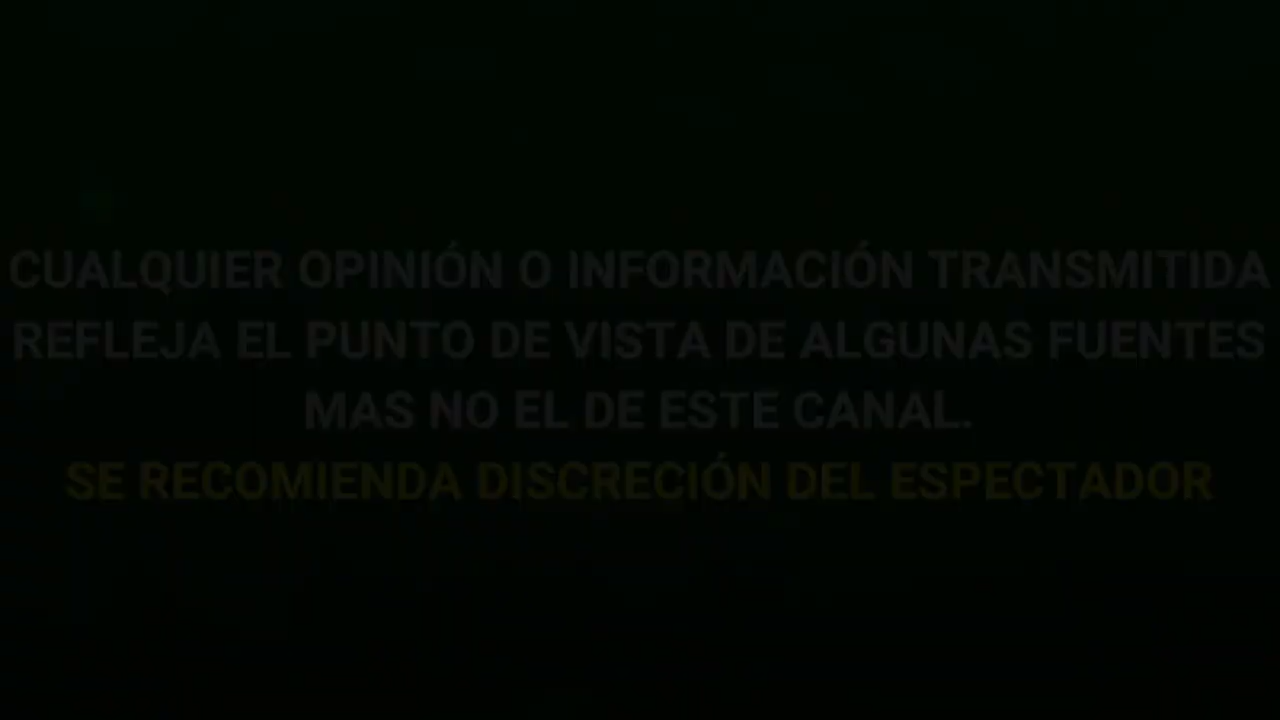 CUALQUIER OPINIÓN O INFORMACIÓN TRANSMITIDA
REFLEJA EL PUNTO DE VISTA DE ALGUNAS FUENTES
MAS NO EL DE ESTE CANAL.
SE RECOMIENDA DISCRECIÓN DEL ESPECTADOR